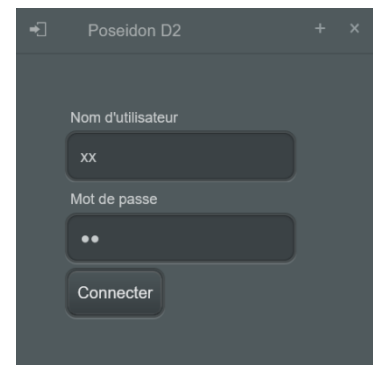 Poseidon D2 + ×
Nom d'utilisateur
xx
Mot de passe
●●
Connecter